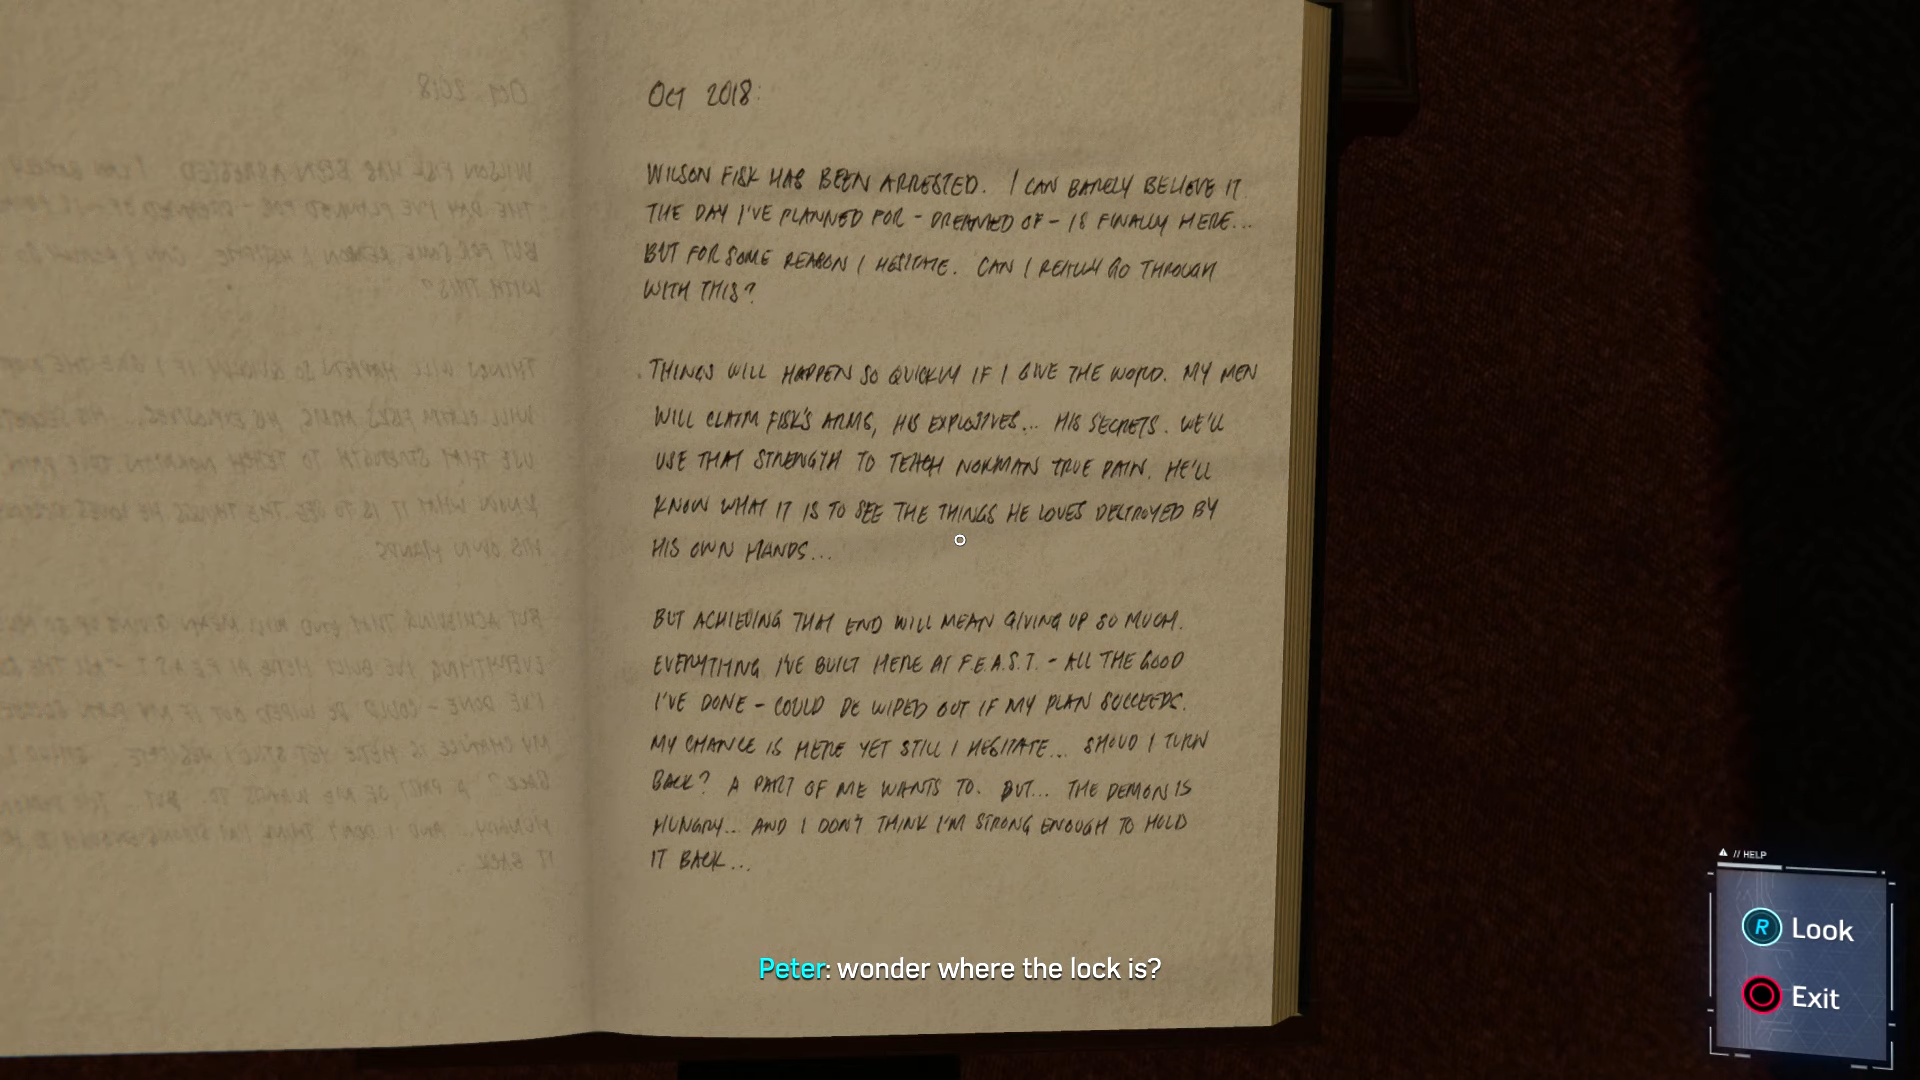 Oct 2018:
WILSON FISK HAS BEEN ARRESTED. I CAN BARELY BELIEVE IT.
THE DAY I'VE PLANNED FOR - DREAMED OF - IS FINALLY HERE...
BUT FOR SOME REASON I HESITATE. CAN I REALLY GO THROUGH
WITH THIS?
THINGS WILL HAPPEN SO QUICKLY IF I GIVE THE WORD. MY MEN
WILL CLAIM FISK'S ARMS, HIS EXPLOSIVES... HIS SECRETS. WE'LL
USE THAT STRENGTH TO TEACH NORMAN TRUE PAIN. HE'LL
KNOW WHAT IT IS TO SEE THE THINGS HE LOVES DESTROYED BY
HIS OWN HANDS...
BUT ACHIEVING THAT END WILL MEAN GIVING UP SO MUCH.
EVERYTHING I'VE BUILT HERE AT F.E.A.S.T. - ALL THE GOOD
I'VE DONE - COULD BE WIPED OUT IF MY PLAN SUCCEEDS.
MY CHANCE IS HERE YET STILL I HESITATE... SHOUD I TURN
BACK? A PART OF ME WANTS TO. BUT... THE DEMON IS
HUNGRY... AND I DON'T THINK I'M STRONG ENOUGH TO HOLD
IT BACK...
Peter: wonder where the lock is?
// HELP
R Look
Exit